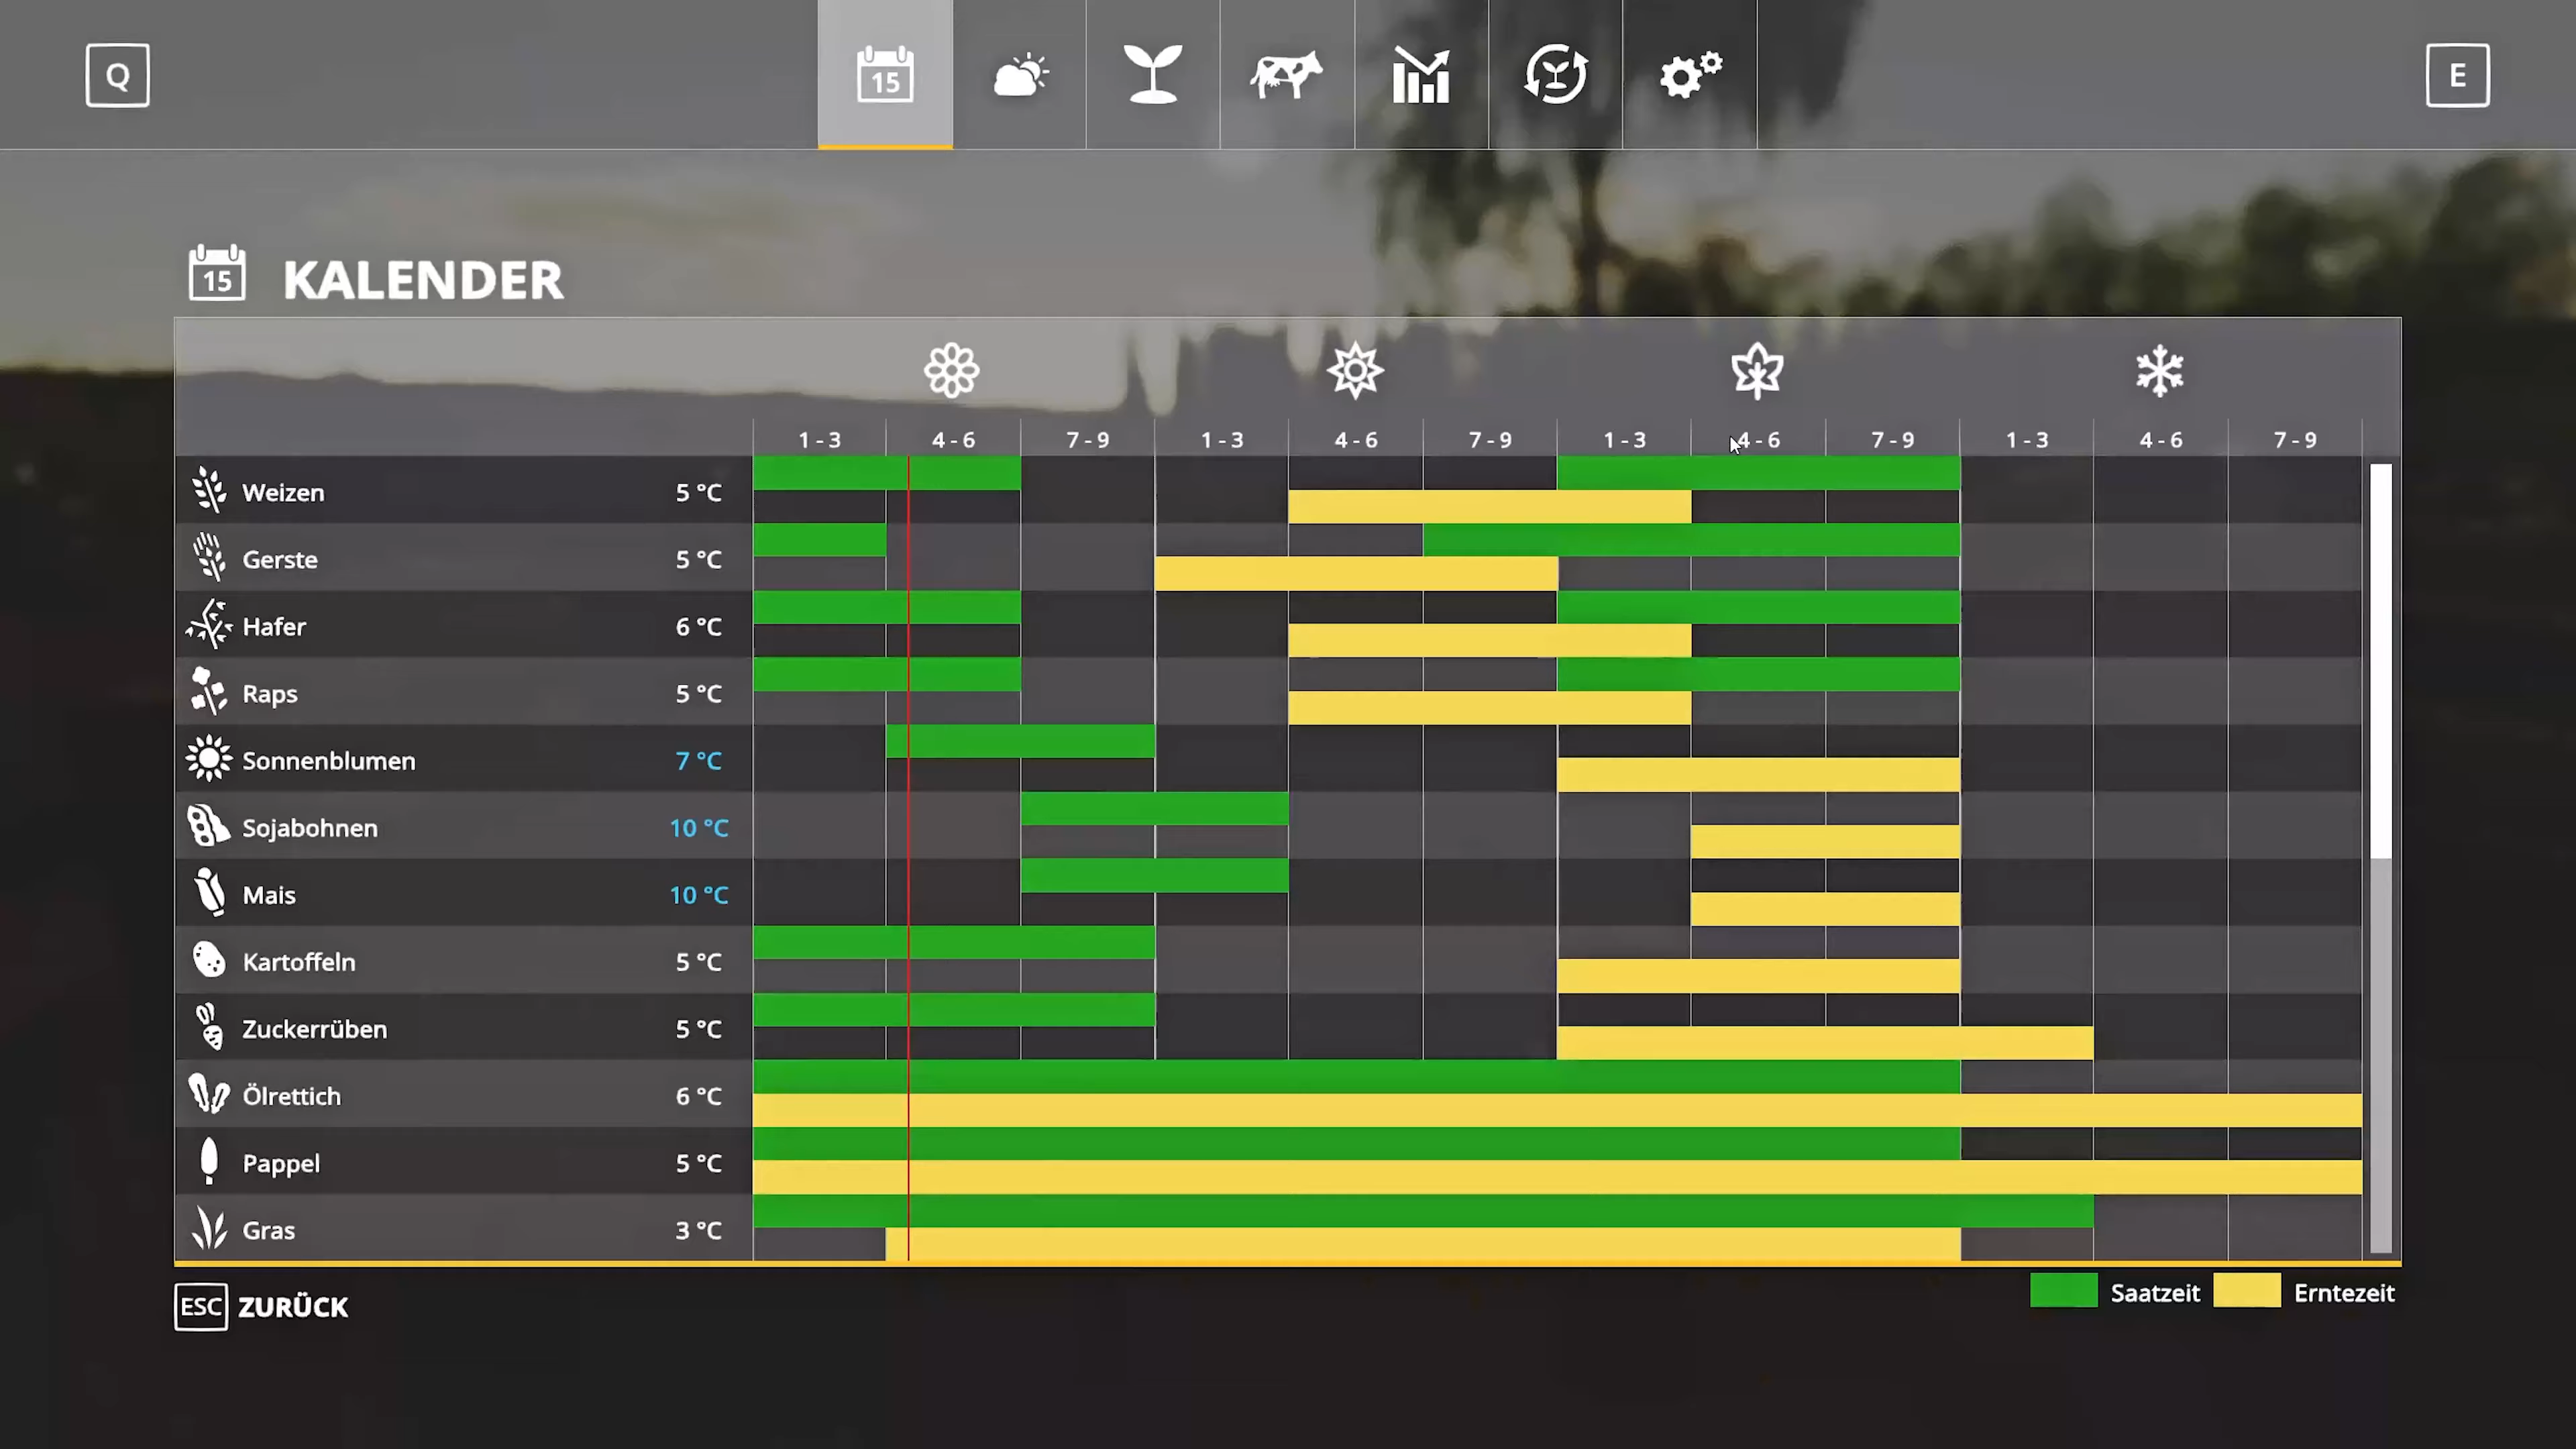 Q
15
E
15 KALENDER
1 - 3 4 - 6 7 - 9 1 - 3 4 - 6 7 - 9 1 - 3 4 - 6 7 - 9 1 - 3 4 - 6 7 - 9
Weizen 5 °C
Gerste 5 °C
Hafer 6 °C
Raps 5 °C
Sonnenblumen 7 °C
Sojabohnen 10 °C
Mais 10 °C
Kartoffeln 5 °C
Zuckerrüben 5 °C
Ölrettich 6 °C
Pappel 5 °C
Gras 3 °C
ESC ZURÜCK
Saatzeit Erntezeit